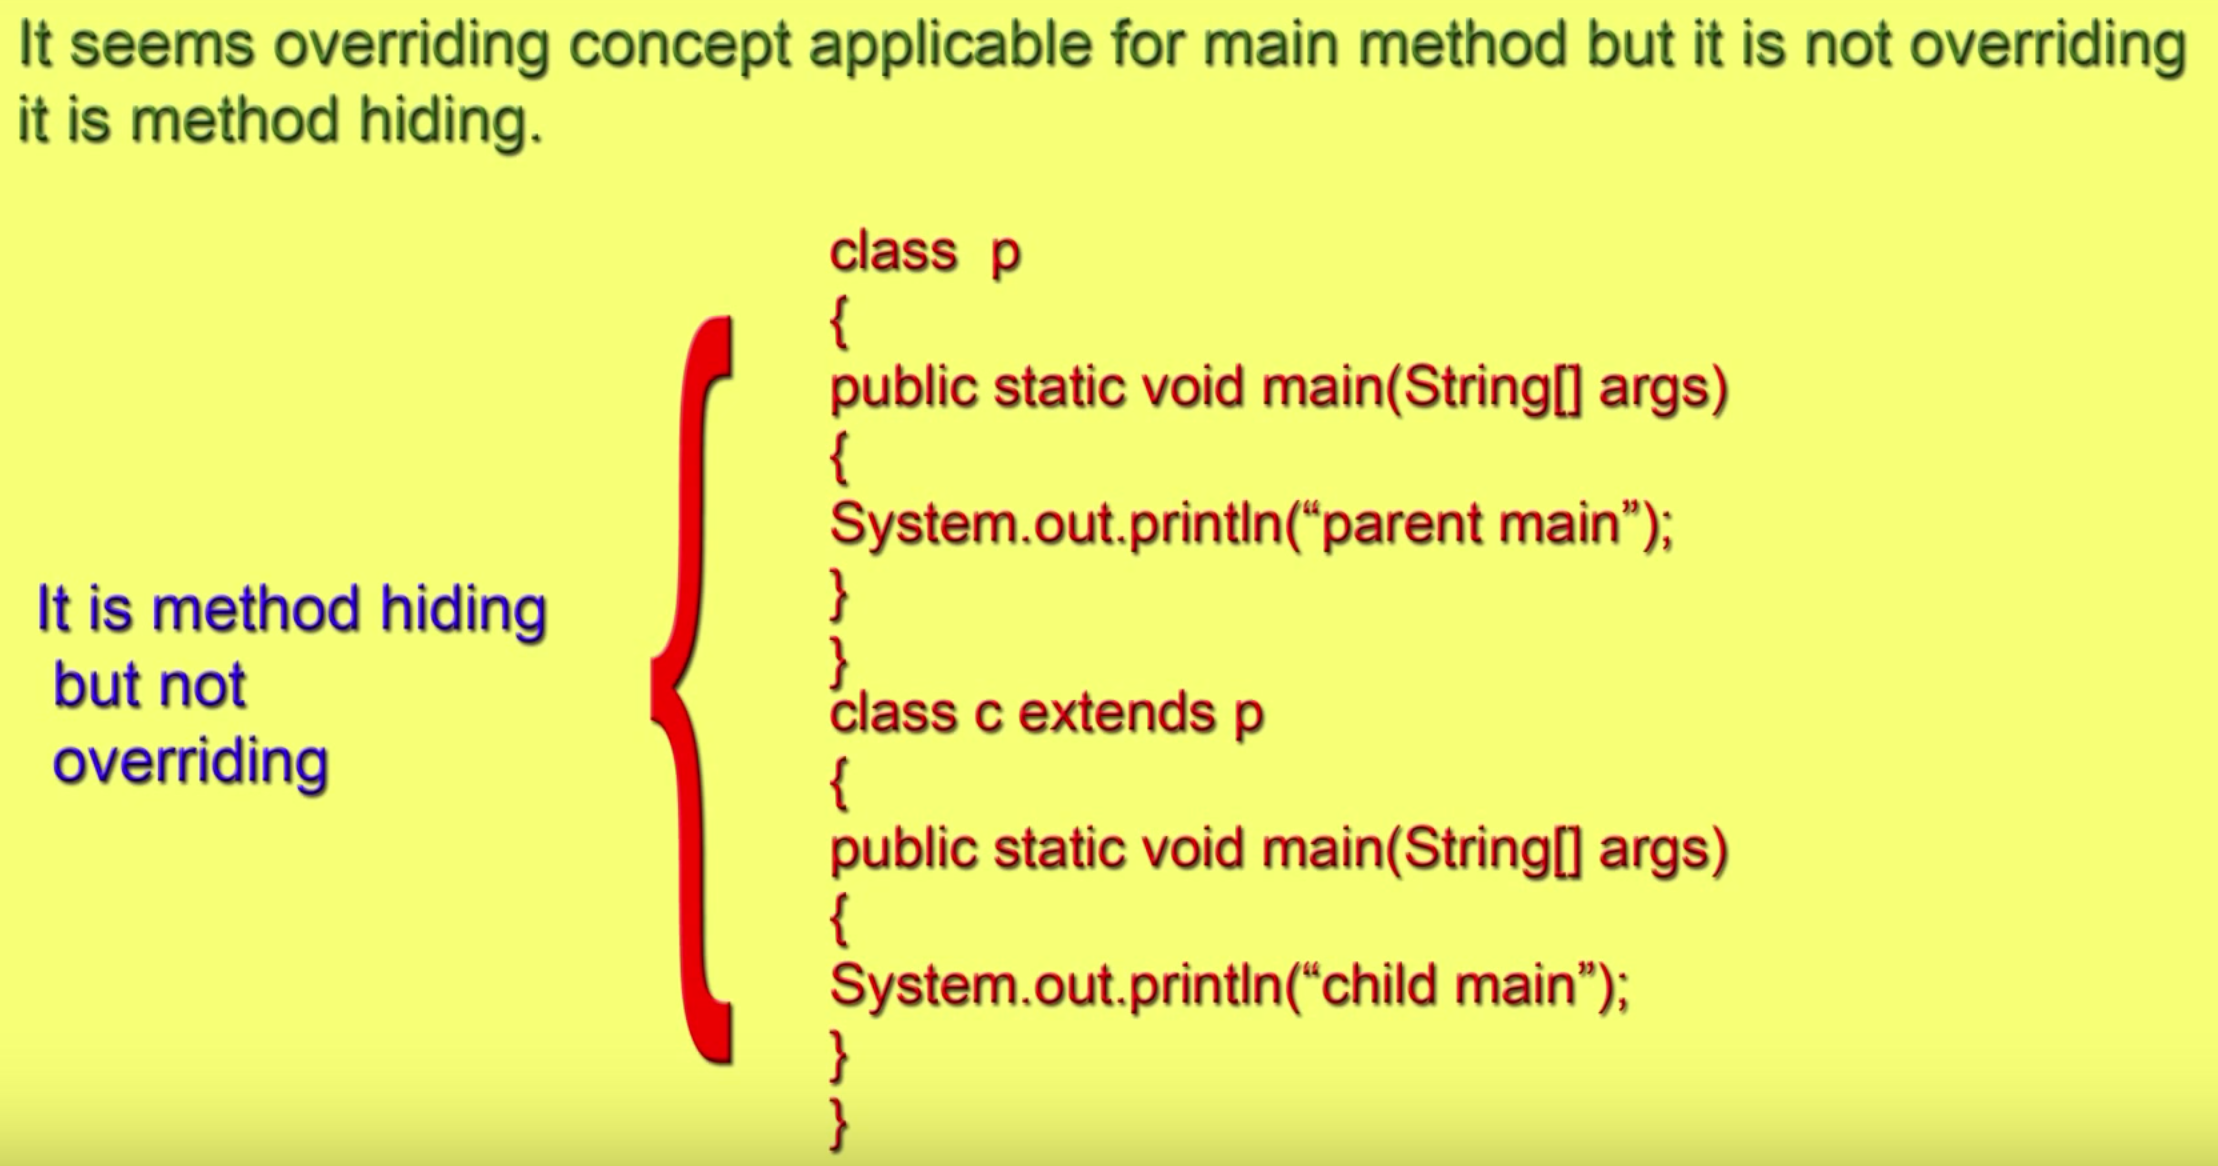 It seems overriding concept applicable for main method but it is not overriding
it is method hiding.
It is method hiding
but not
overriding
class  p
{
public static void main(String[] args)
{
System.out.println(“parent main”);
}
}
class c extends p
{
public static void main(String[] args)
{
System.out.println(“child main”);
}
}